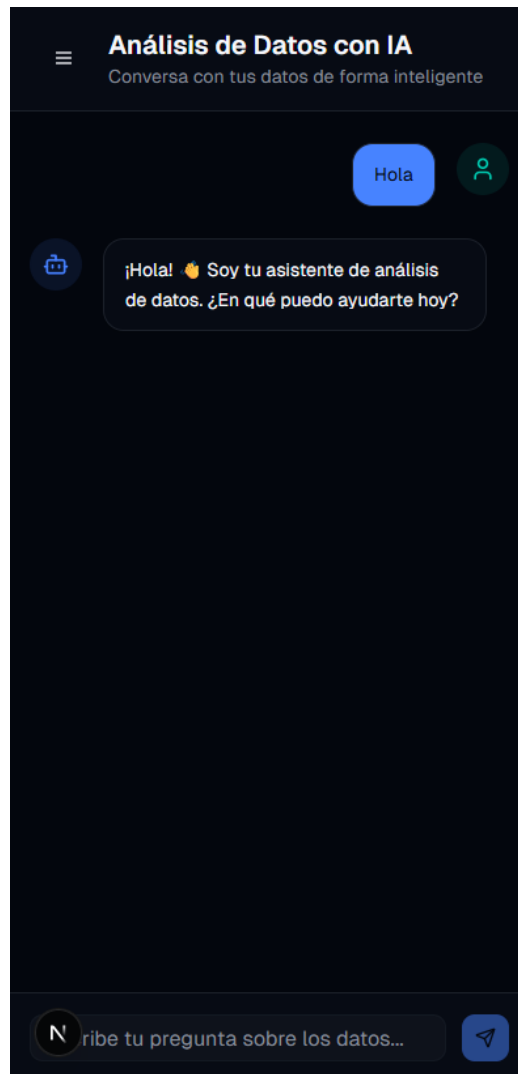 Análisis de Datos con IA
Conversa con tus datos de forma inteligente
Hola
¡Hola! 👋 Soy tu asistente de análisis
de datos. ¿En qué puedo ayudarte hoy?
N ribe tu pregunta sobre los datos...